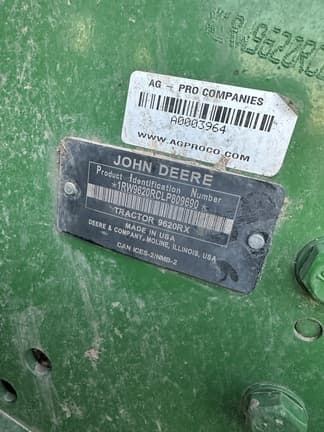 AG - PRO COMPANIES
A0003964
WWW.AGPROCO.COM
JOHN DEERE
Product Identification Number
*1RW9620RCLP809699*
TRACTOR 9620RX
MADE IN USA
DEERE & COMPANY, MOLINE, ILLINOIS, USA
CAN ICES-2/NMB-2